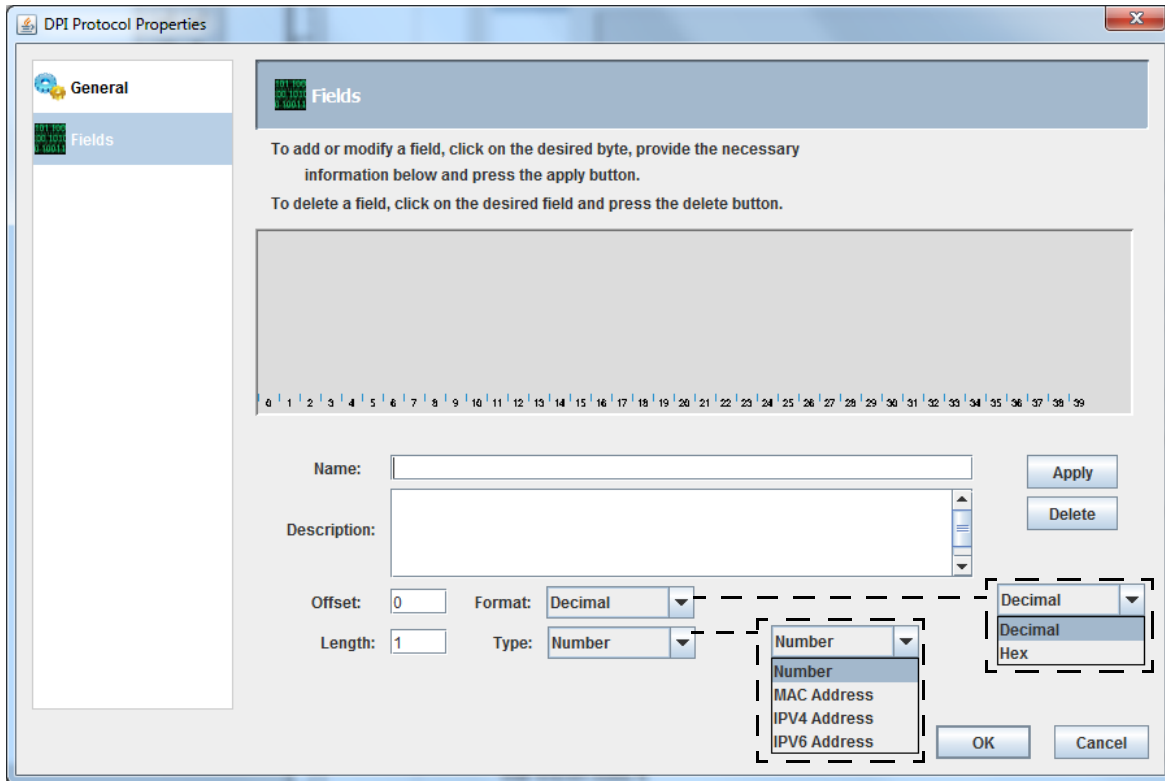 DPI Protocol Properties
General
Fields
Fields
To add or modify a field, click on the desired byte, provide the necessary
information below and press the apply button.
To delete a field, click on the desired field and press the delete button.
0 1 2 3 4 5 6 7 8 9 10 11 12 13 14 15 16 17 18 19 20 21 22 23 24 25 26 27 28 29 30 31 32 33 34 35 36 37 38 39
Name:
Apply
Description:
Delete
Offset: 0 Format: Decimal
Length: 1 Type: Number
Number
Number
MAC Address
IPV4 Address
IPV6 Address
Decimal
Decimal
Hex
OK Cancel